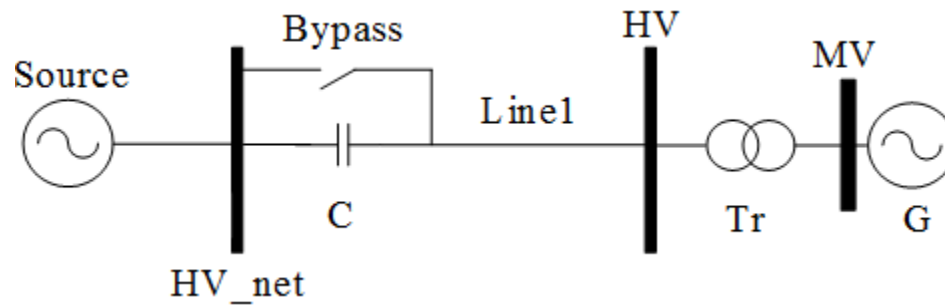 Bypass
HV
MV
Source
Line1
C
Tr
G
HV_net